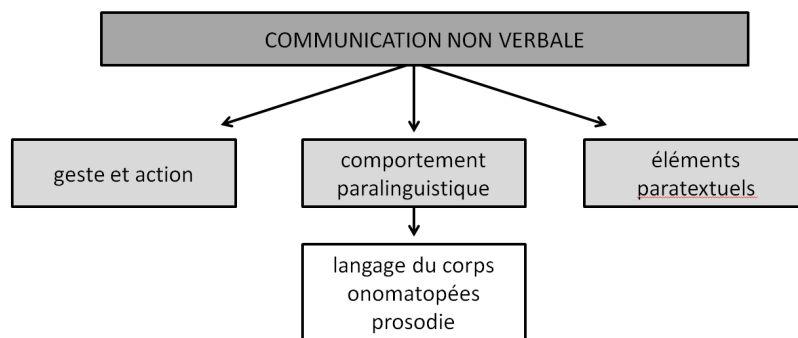 COMMUNICATION NON VERBALE
geste et action
comportement
paralinguistique
éléments
paratextuels
langage du corps
onomatopées
prosodie